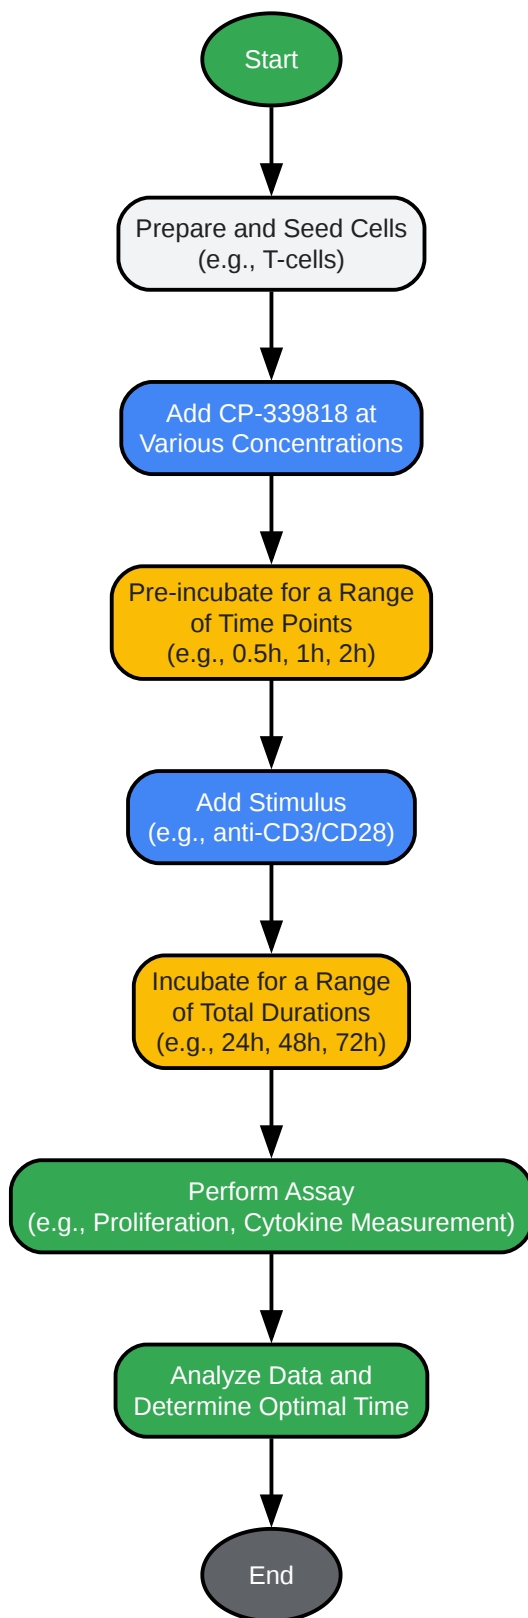 Start
Prepare and Seed Cells
(e.g., T-cells)
Add CP-339818 at
Various Concentrations
Pre-incubate for a Range
of Time Points
(e.g., 0.5h, 1h, 2h)
Add Stimulus
(e.g., anti-CD3/CD28)
Incubate for a Range
of Total Durations
(e.g., 24h, 48h, 72h)
Perform Assay
(e.g., Proliferation, Cytokine Measurement)
Analyze Data and
Determine Optimal Time
End